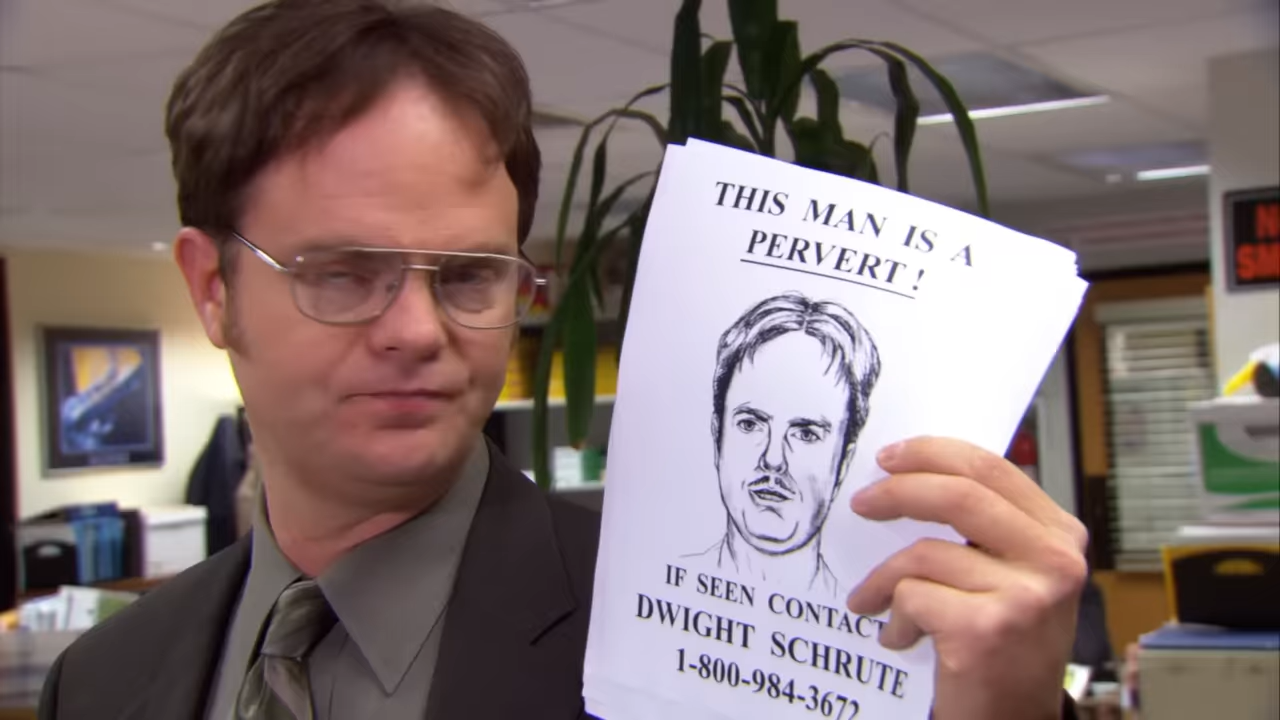 THIS MAN IS A
PERVERT !
IF SEEN CONTACT
DWIGHT SCHRUTE
1-800-984-3672